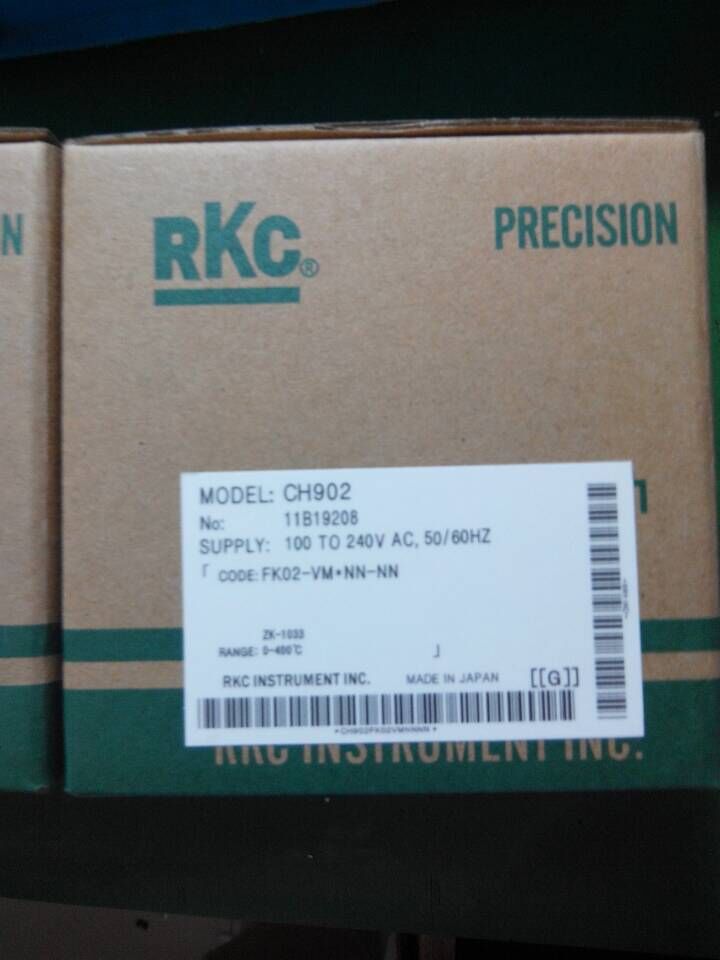 N
RKC®
PRECISION
MODEL: CH902
No: 11B19208
SUPPLY: 100 TO 240V AC, 50/60HZ
「 CODE: FK02-VM*NN-NN
ZK-1033
RANGE: 0-400℃ 」
RKC INSTRUMENT INC. MADE IN JAPAN [[G]]
*CH902FK02VMNNNN*
RKC INSTRUMENT INC.